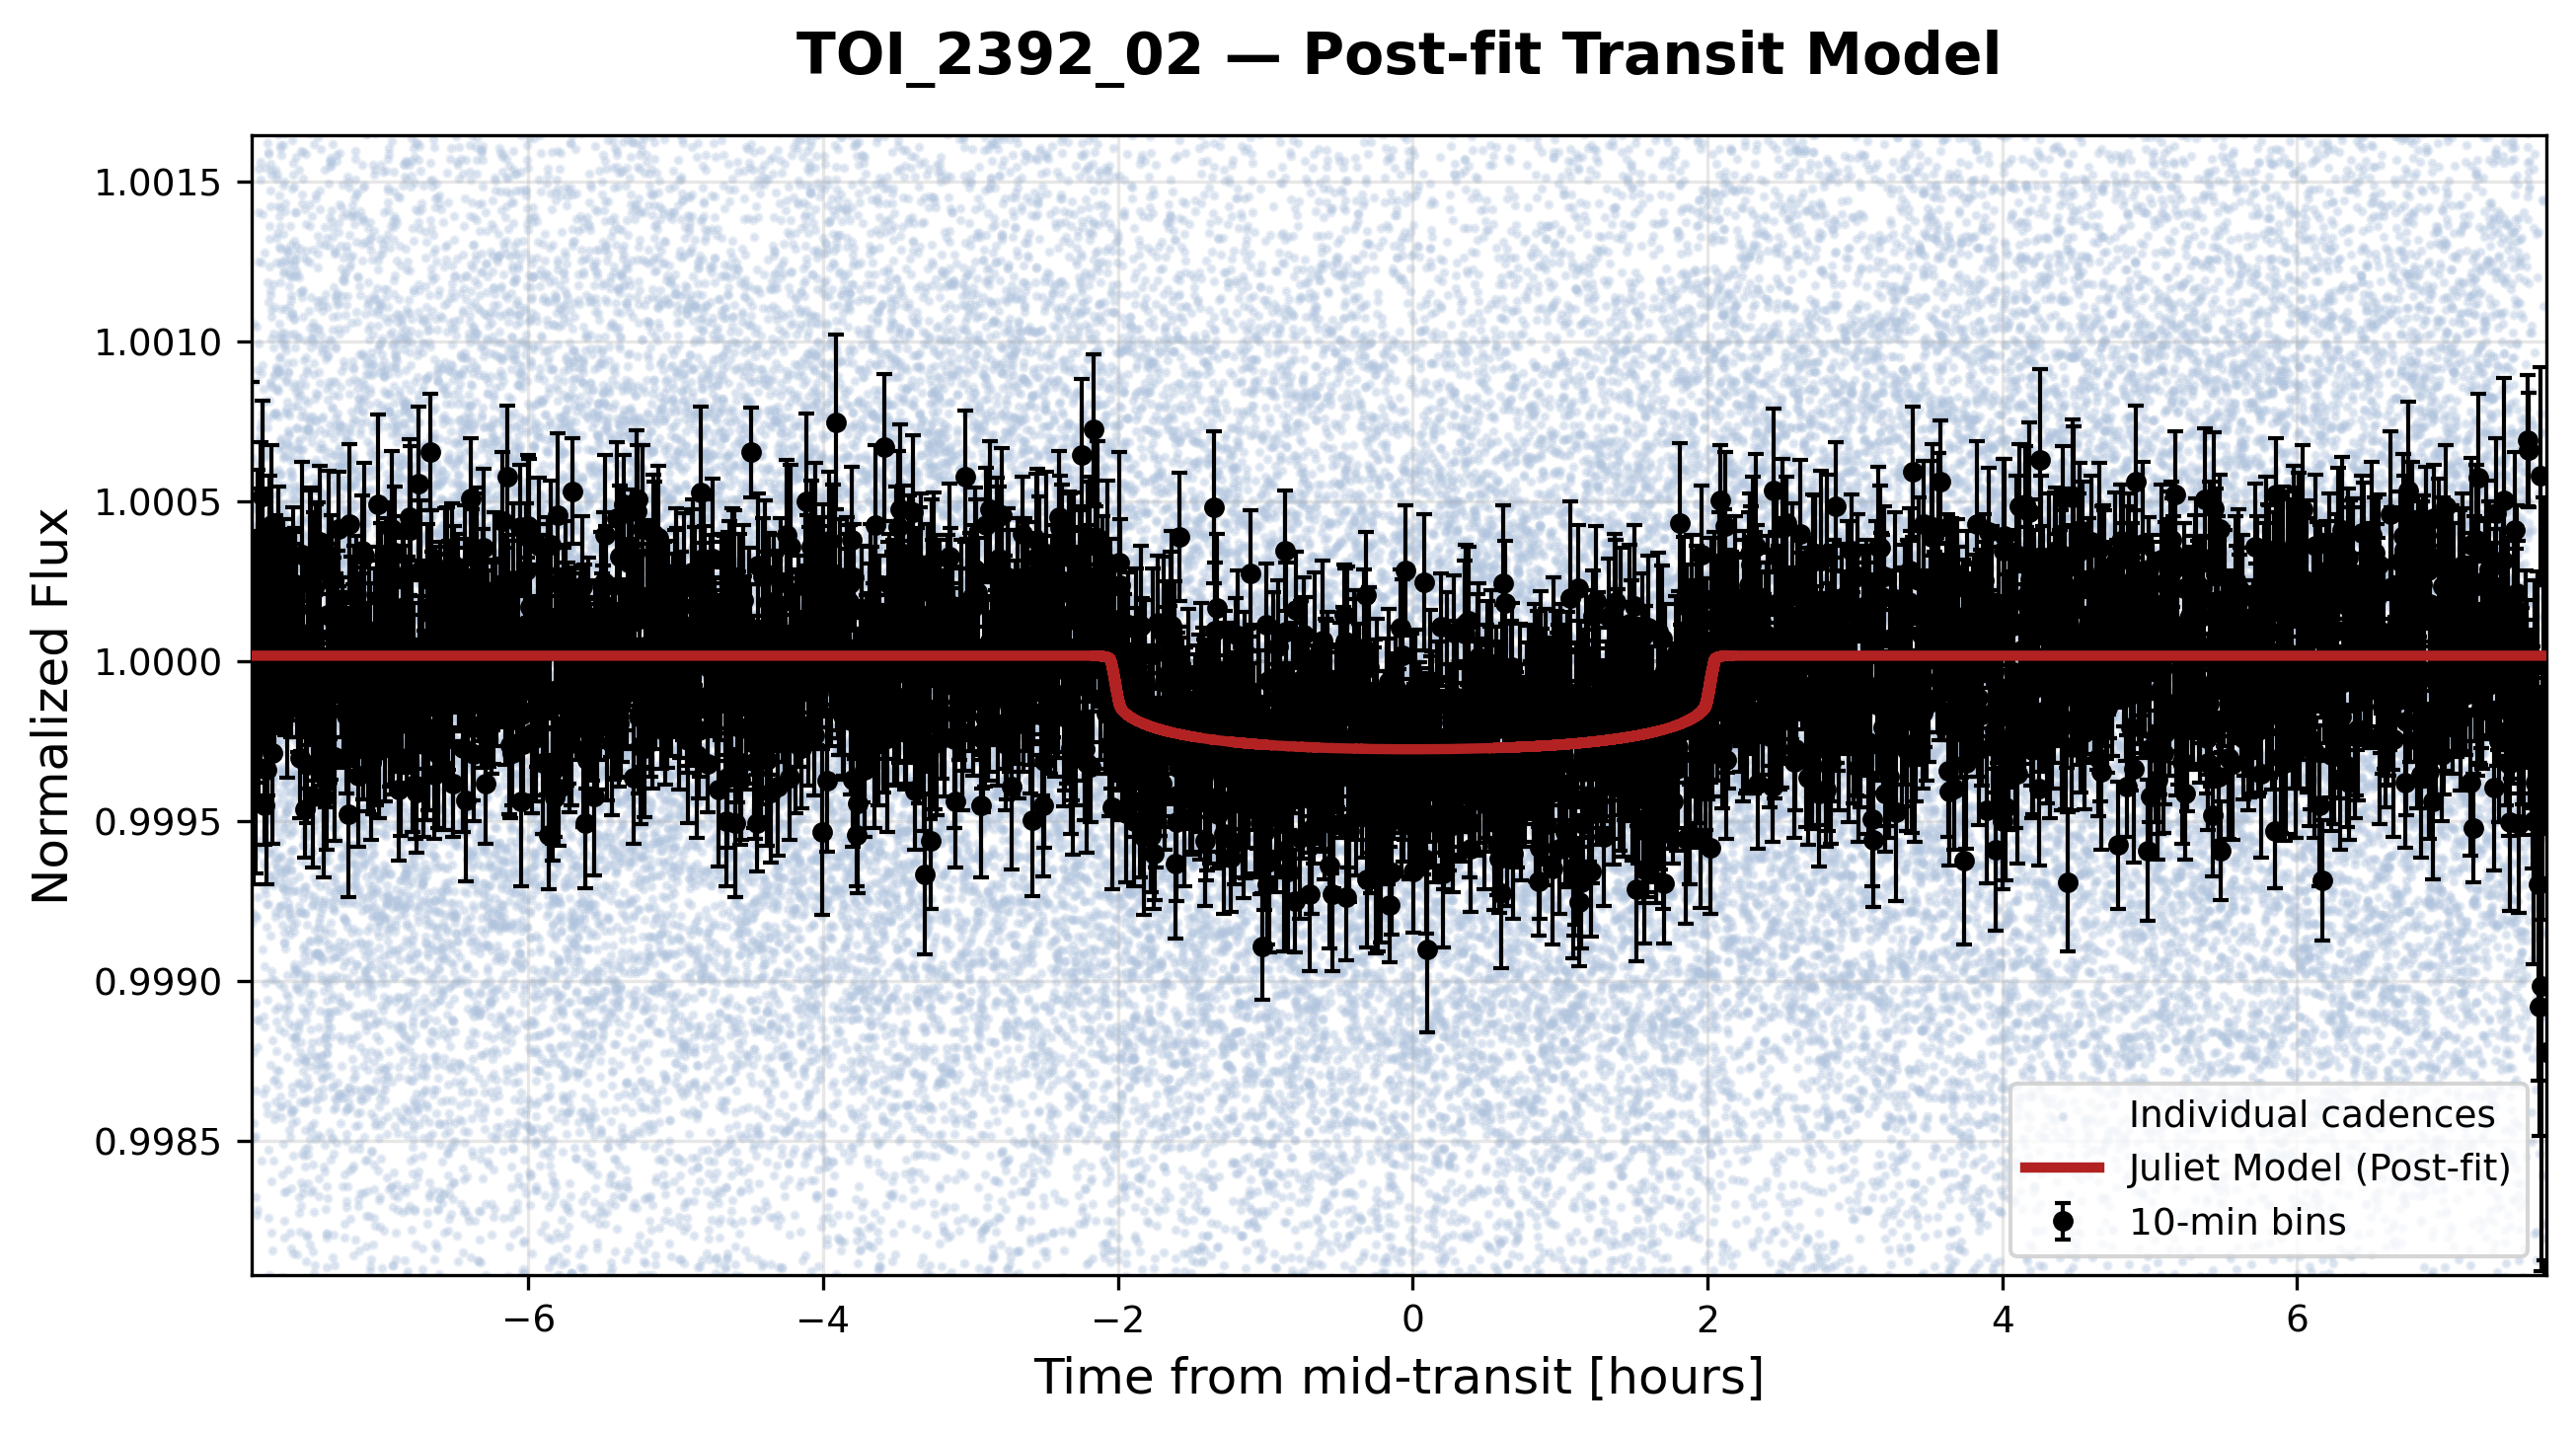 TOI_2392_02 — Post-fit Transit Model
Normalized Flux
1.0015
1.0010
1.0005
1.0000
0.9995
0.9990
0.9985
−6
−4
−2
0
2
4
6
Time from mid-transit [hours]
Individual cadences
Juliet Model (Post-fit)
10-min bins